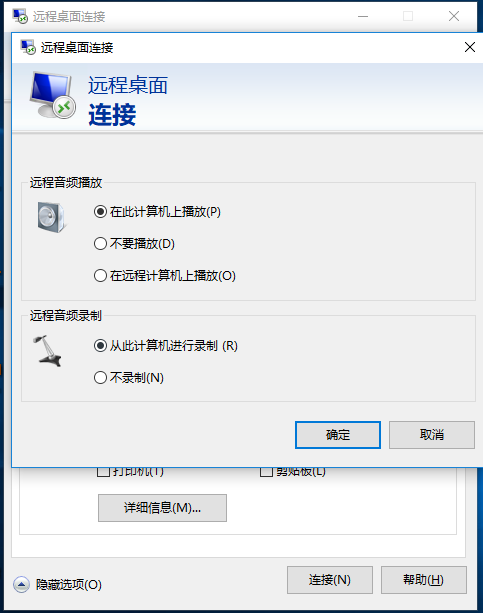 远程桌面连接
远程桌面连接
远程桌面
连接
远程音频播放
在此计算机上播放(P)
不要播放(D)
在远程计算机上播放(O)
远程音频录制
从此计算机进行录制 (R)
不录制(N)
确定
取消
打印机(T)
剪贴板(L)
详细信息(M)...
隐藏选项(O)
连接(N)
帮助(H)